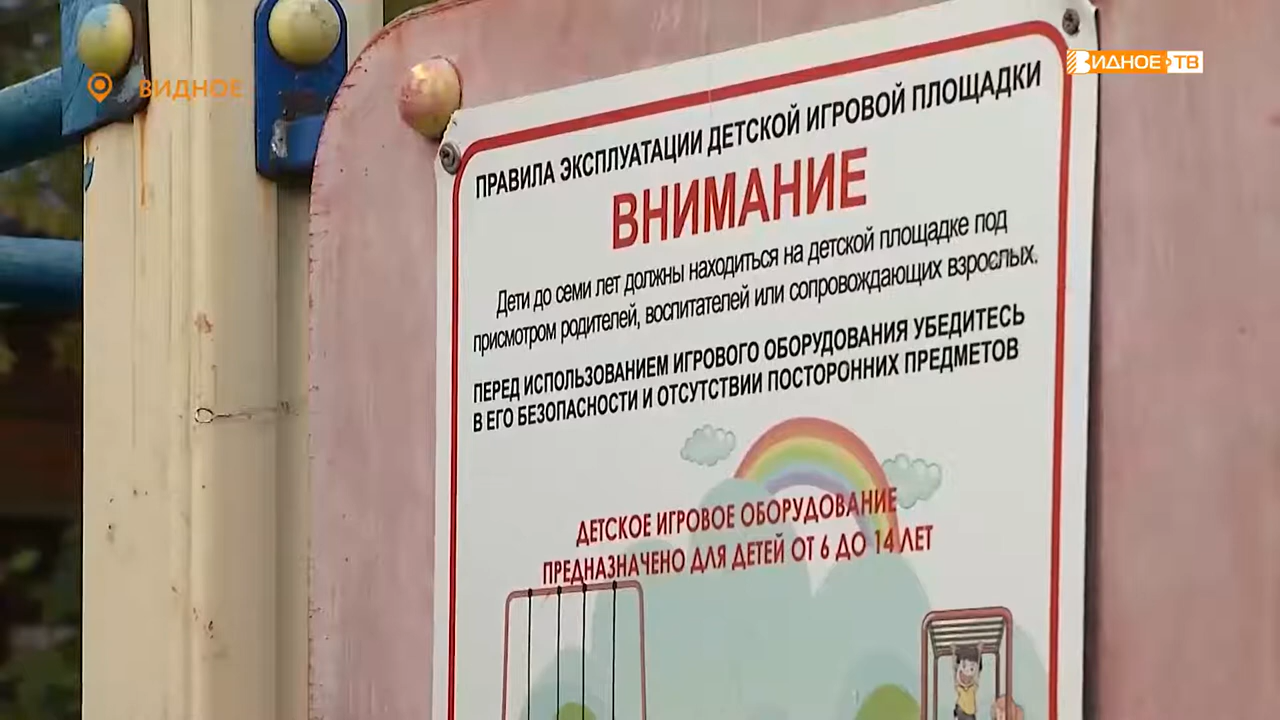 ВИДНОЕ
ВИДНОЕ ТВ
ПРАВИЛА ЭКСПЛУАТАЦИИ ДЕТСКОЙ ИГРОВОЙ ПЛОЩАДКИ
ВНИМАНИЕ
Дети до семи лет должны находиться на детской площадке под
присмотром родителей, воспитателей или сопровождающих взрослых.
ПЕРЕД ИСПОЛЬЗОВАНИЕМ ИГРОВОГО ОБОРУДОВАНИЯ УБЕДИТЕСЬ
В ЕГО БЕЗОПАСНОСТИ И ОТСУТСТВИИ ПОСТОРОННИХ ПРЕДМЕТОВ
ДЕТСКОЕ ИГРОВОЕ ОБОРУДОВАНИЕ
ПРЕДНАЗНАЧЕНО ДЛЯ ДЕТЕЙ ОТ 6 ДО 14 ЛЕТ